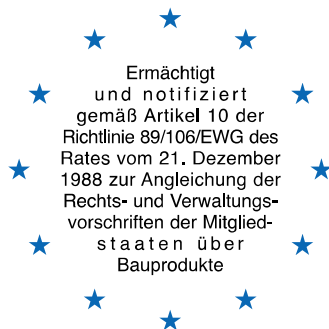 Ermächtigt
und notifiziert
gemäß Artikel 10 der
Richtlinie 89/106/EWG des
Rates vom 21. Dezember
1988 zur Angleichung der
Rechts- und Verwaltungs-
vorschriften der Mitglied-
staaten über
Bauprodukte